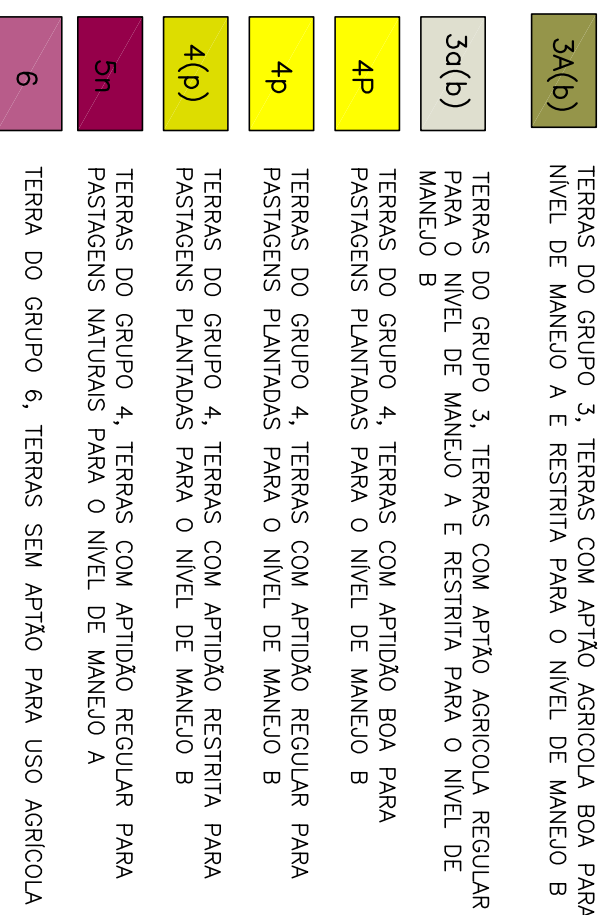 3A(b)
TERRAS DO GRUPO 3, TERRAS COM APTÃO AGRICOLA BOA PARA
NÍVEL DE MANEJO A E RESTRITA PARA O NÍVEL DE MANEJO B
3a(b)
TERRAS DO GRUPO 3, TERRAS COM APTÃO AGRICOLA REGULAR
PARA O NÍVEL DE MANEJO A E RESTRITA PARA O NÍVEL DE
MANEJO B
4P
TERRAS DO GRUPO 4, TERRAS COM APTIDÃO BOA PARA
PASTAGENS PLANTADAS PARA O NÍVEL DE MANEJO B
4p
TERRAS DO GRUPO 4, TERRAS COM APTIDÃO REGULAR PARA
PASTAGENS PLANTADAS PARA O NÍVEL DE MANEJO B
4(p)
TERRAS DO GRUPO 4, TERRAS COM APTIDÃO RESTRITA PARA
PASTAGENS PLANTADAS PARA O NÍVEL DE MANEJO B
5n
TERRAS DO GRUPO 4, TERRAS COM APTIDÃO REGULAR PARA
PASTAGENS NATURAIS PARA O NÍVEL DE MANEJO A
6
TERRA DO GRUPO 6, TERRAS SEM APTÃO PARA USO AGRÍCOLA